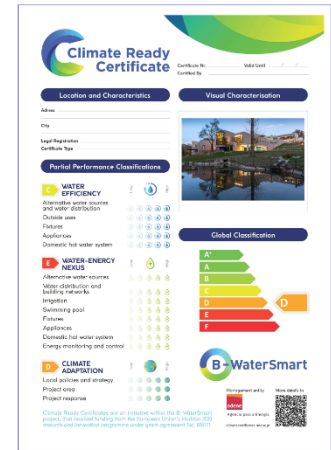 Climate Ready
Certificate
Certificate Nr.
Valid Until / /
Certified By
Location and Characteristics
Visual Characterisation
Adress
City
Legal Registration
Certificate Type
Partial Performance Classifications
C WATER
EFFICIENCY
Alternative water sources
and water distribution
Outside uses
Fixtures
Appliances
Domestic hot water system
E WATER-ENERGY
NEXUS
Alternative water sources
Water distribution and
building networks
Irrigation
Swimming pool
Fixtures
Appliances
Domestic hot water system
Energy monitoring and control
D CLIMATE
ADAPTATION
Local policies and strategy
Project area
Project response
Global Classification
A+
A
B
C
D
D
E
F
B-WaterSmart
Management entity
More details in
adene
Climate Ready Certificates are an initiative within the B-WaterSmart
project, that received funding from the European Union's Horizon 2020
research and innovation programme under grant agreement